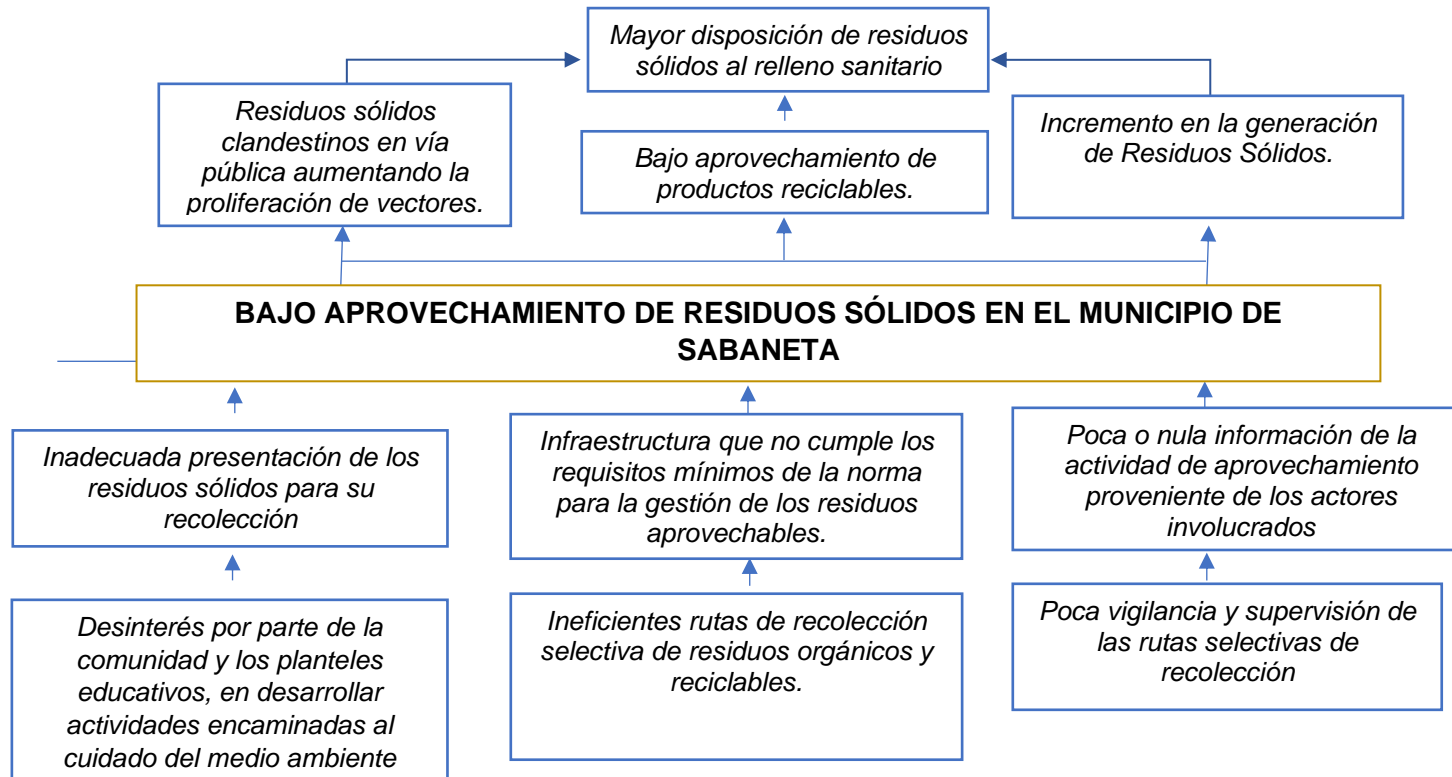 Mayor disposición de residuos
sólidos al relleno sanitario
Residuos sólidos
clandestinos en vía
pública aumentando la
proliferación de vectores.
Bajo aprovechamiento de
productos reciclables.
Incremento en la generación
de Residuos Sólidos.
BAJO APROVECHAMIENTO DE RESIDUOS SÓLIDOS EN EL MUNICIPIO DE
SABANETA
Inadecuada presentación de los
residuos sólidos para su
recolección
Infraestructura que no cumple los
requisitos mínimos de la norma
para la gestión de los residuos
aprovechables.
Poca o nula información de la
actividad de aprovechamiento
proveniente de los actores
involucrados
Desinterés por parte de la
comunidad y los planteles
educativos, en desarrollar
actividades encaminadas al
cuidado del medio ambiente
Ineficientes rutas de recolección
selectiva de residuos orgánicos y
reciclables.
Poca vigilancia y supervisión de
las rutas selectivas de
recolección